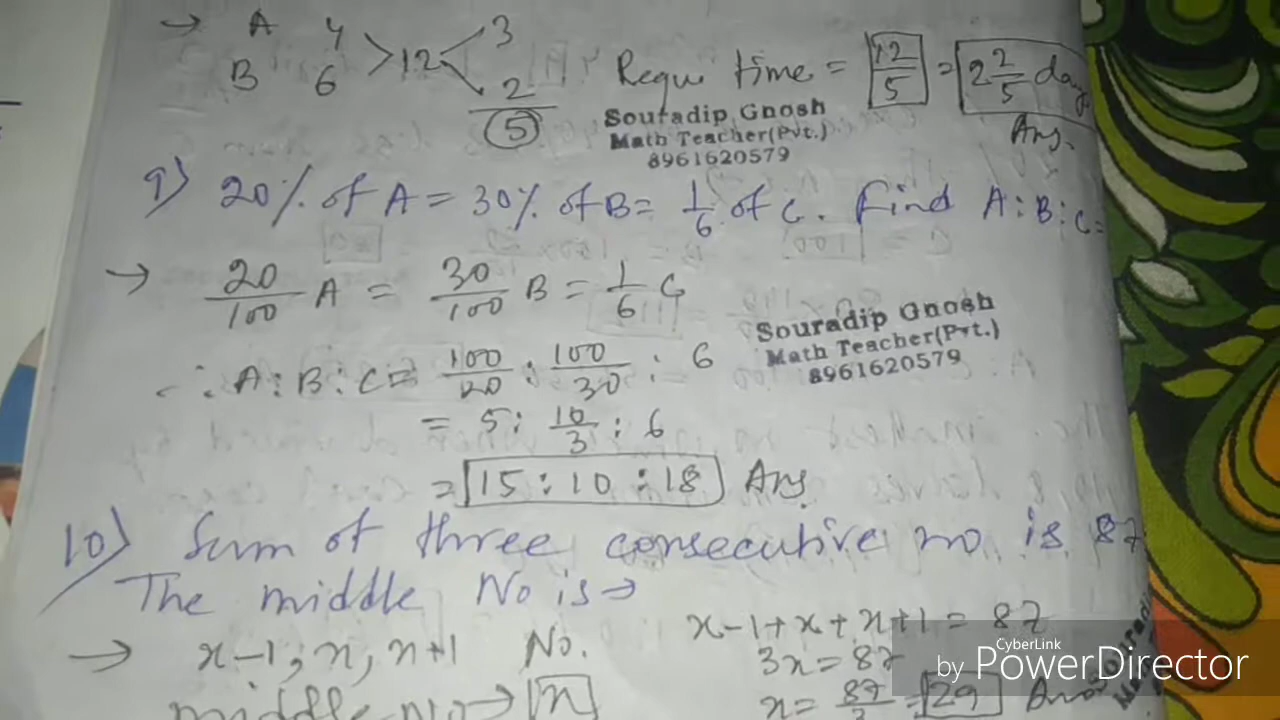 → A 4 > 12 < 3
B 6 2
5
Requ time = 12/5 = 2 2/5 days
Ans.
Souradip Ghosh
Math Teacher(Pvt.)
8961620579
9) 20% of A = 30% of B = 1/6 of C. Find A:B:C=
→ 20/100 A = 30/100 B = 1/6 C
∴ A:B:C = 100/20 : 100/30 : 6
= 5 : 10/3 : 6
= 15 : 10 : 18 Ans
Souradip Ghosh
Math Teacher(Pvt.)
8961620579
10) Sum of three consecutive no. is 87
The middle No is →
→ x-1, x, x+1 No.
middle no → x
x-1+x+x+1 = 87
3x = 87
x = 87/3 = 29 Ans
CyberLink
by PowerDirector